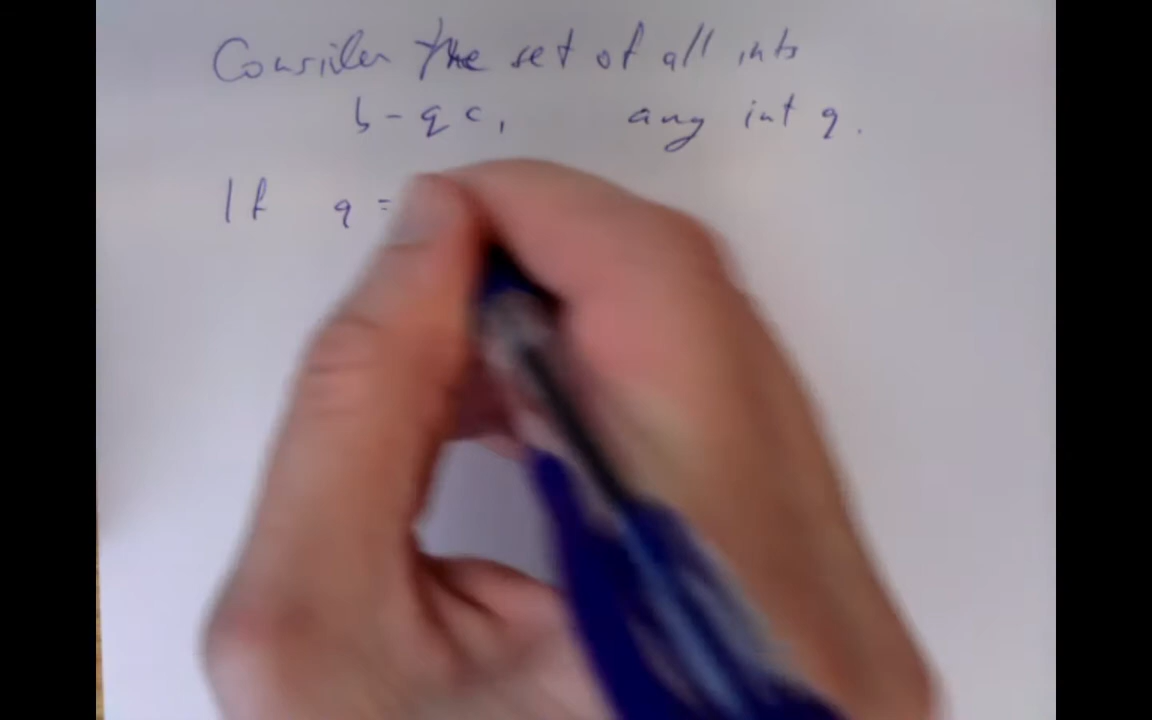 Consider the set of all ints
b - qc, any int q.
If q =